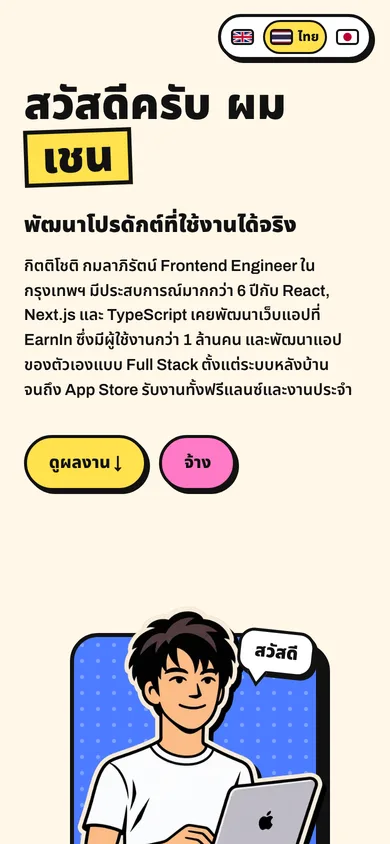 ไทย
สวัสดีครับ ผม
เชน
พัฒนาโปรดักต์ที่ใช้งานได้จริง
กิตติโชติ กมลาภิรัตน์ Frontend Engineer ใน
กรุงเทพฯ มีประสบการณ์มากกว่า 6 ปีกับ React,
Next.js และ TypeScript เคยพัฒนาเว็บแอปที่
EarnIn ซึ่งมีผู้ใช้งานกว่า 1 ล้านคน และพัฒนาแอป
ของตัวเองแบบ Full Stack ตั้งแต่ระบบหลังบ้าน
จนถึง App Store รับงานทั้งฟรีแลนซ์และงานประจำ
ดูผลงาน ↓
จ้าง
สวัสดี